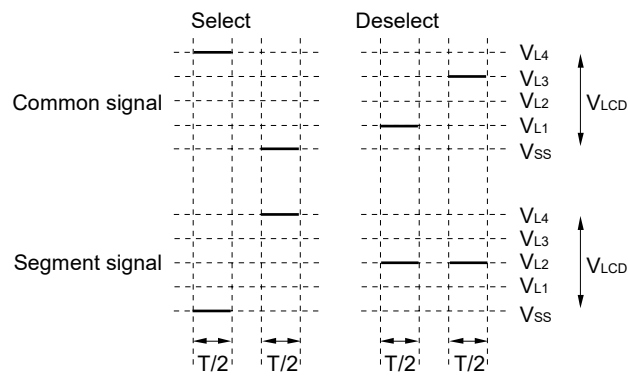 Select Deselect
VL4
VL3
Common signal VL2 VLCD
VL1
VSS
VL4
VL3
Segment signal VL2 VLCD
VL1
VSS
T/2 T/2 T/2 T/2